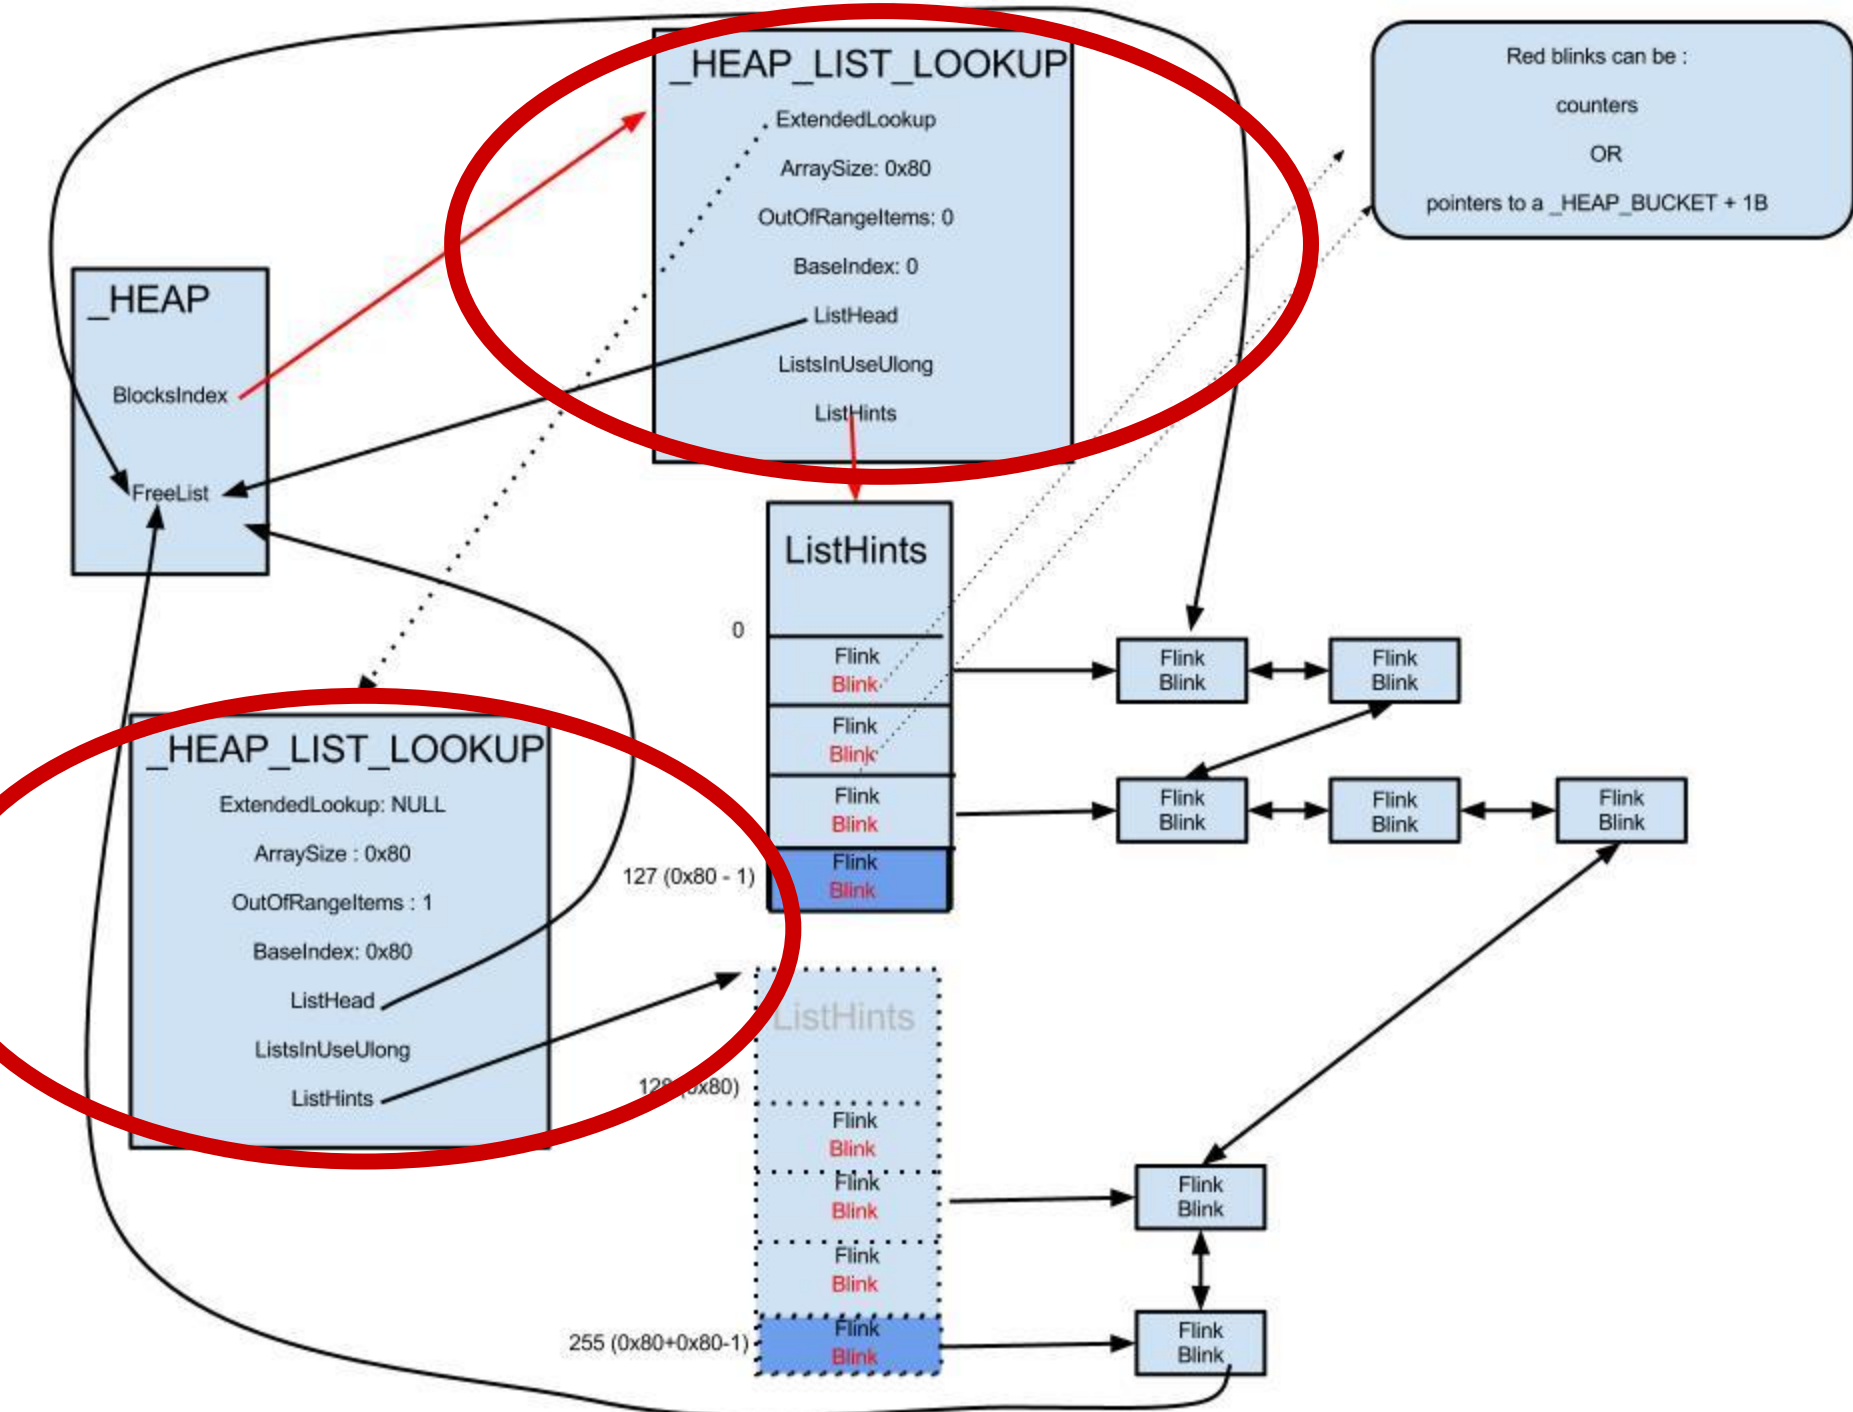 _HEAP_LIST_LOOKUP
ExtendedLookup
ArraySize: 0x80
OutOfRangeItems: 0
BaseIndex: 0
ListHead
ListsInUseUlong
ListHints
Red blinks can be :
counters
OR
pointers to a _HEAP_BUCKET + 1B
_HEAP
BlocksIndex
FreeList
ListHints
0
Flink
Blink
Flink
Blink
Flink
Blink
127 (0x80 - 1)
Flink
Blink
Flink
Blink
Flink
Blink
Flink
Blink
Flink
Blink
Flink
Blink
_HEAP_LIST_LOOKUP
ExtendedLookup: NULL
ArraySize : 0x80
OutOfRangeItems : 1
BaseIndex: 0x80
ListHead
ListsInUseUlong
ListHints
ListHints
128 (0x80)
Flink
Blink
Flink
Blink
Flink
Blink
255 (0x80+0x80-1)
Flink
Blink
Flink
Blink
Flink
Blink